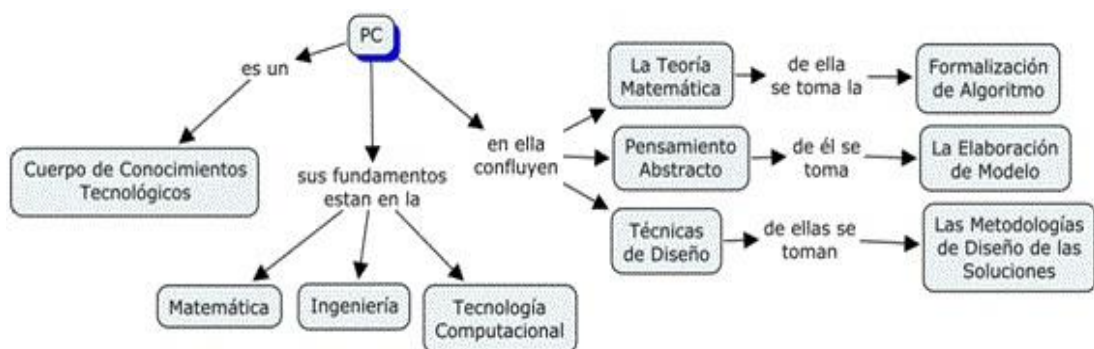 PC
es un
Cuerpo de Conocimientos
Tecnológicos
sus fundamentos
estan en la
Matemática
Ingeniería
Tecnología
Computacional
en ella
confluyen
La Teoría
Matemática
de ella
se toma la
Formalización
de Algoritmo
Pensamiento
Abstracto
de él se
toma
La Elaboración
de Modelo
Técnicas
de Diseño
de ellas se
toman
Las Metodologías
de Diseño de las
Soluciones